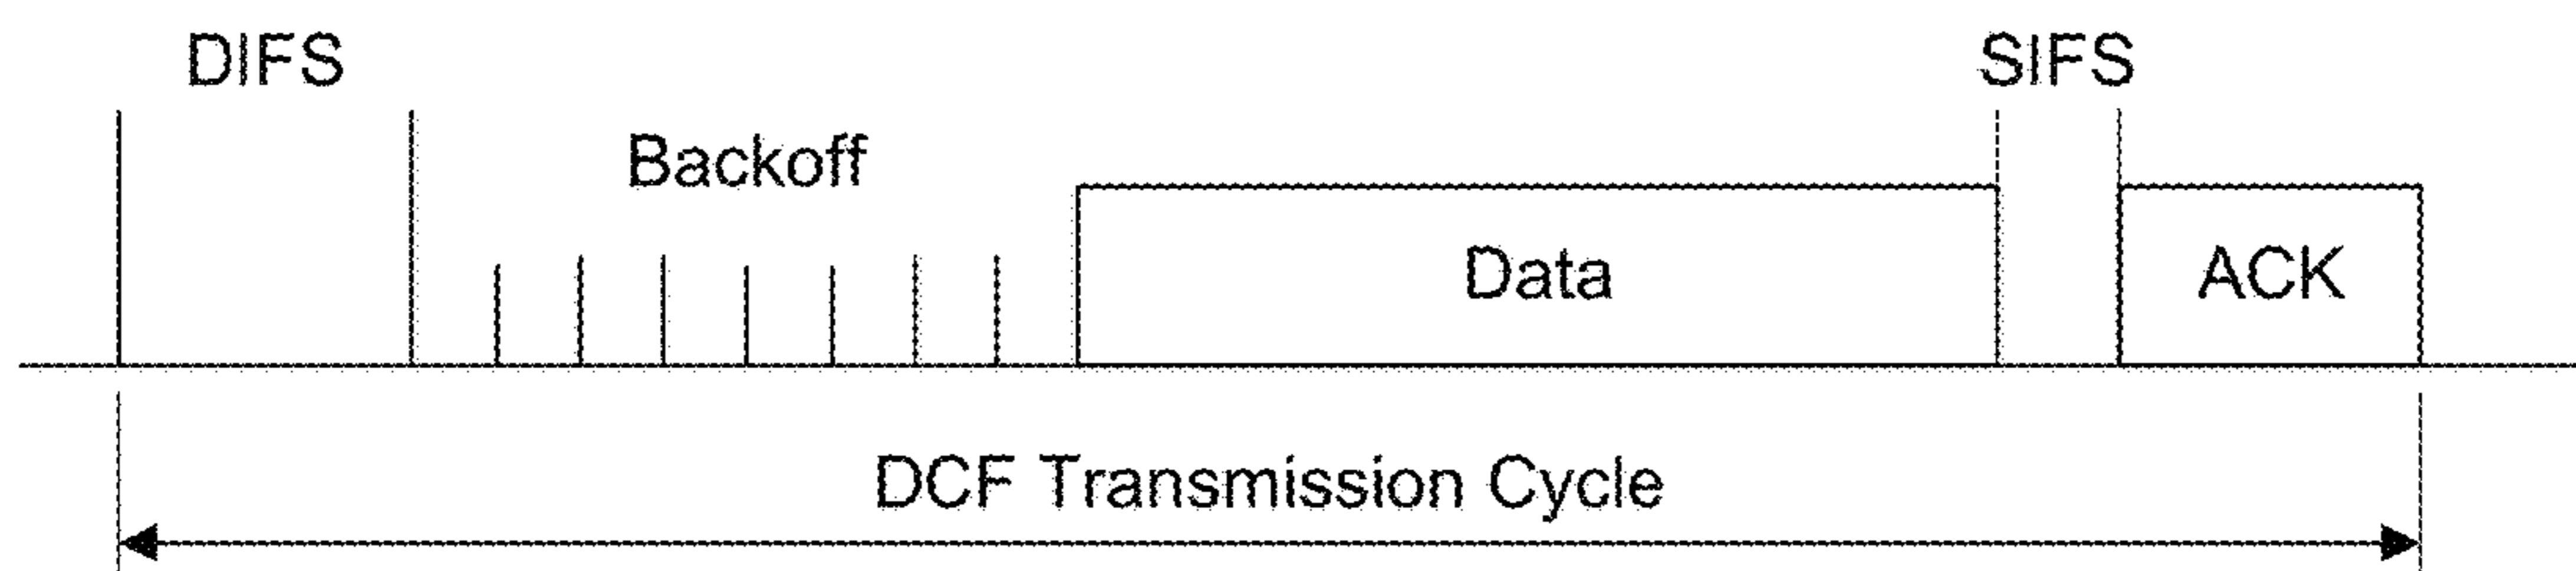 DIFS
SIFS
Backoff
Data
ACK
DCF Transmission Cycle